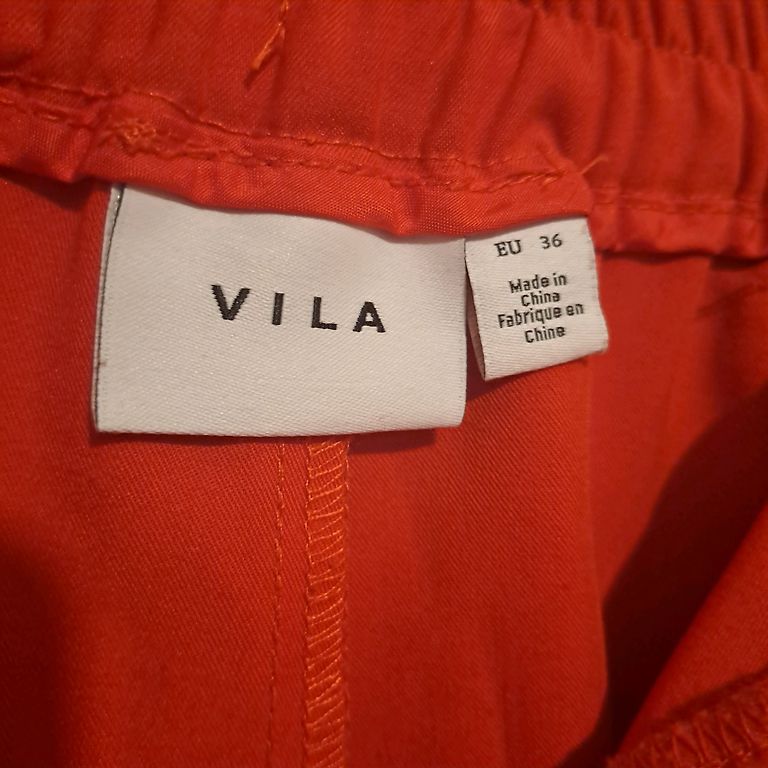 VILA
EU 36
Made in
China
Fabrique en
Chine